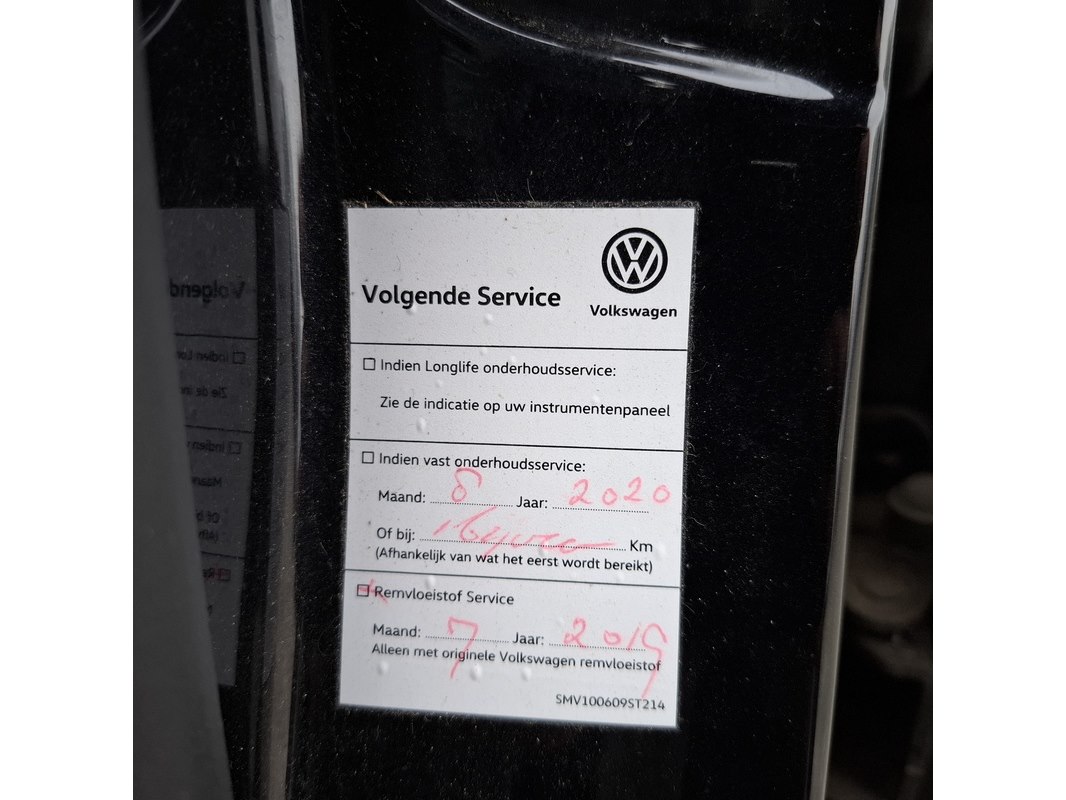 Volgende Service
Volkswagen
☐ Indien Longlife onderhoudsservice:
Zie de indicatie op uw instrumentenpaneel
☐ Indien vast onderhoudsservice:
Maand: 8 Jaar: 2020
Of bij: Km
(Afhankelijk van wat het eerst wordt bereikt)
☒ Remvloeistof Service
Maand: 7 Jaar: 2019
Alleen met originele Volkswagen remvloeistof
SMV100609ST214